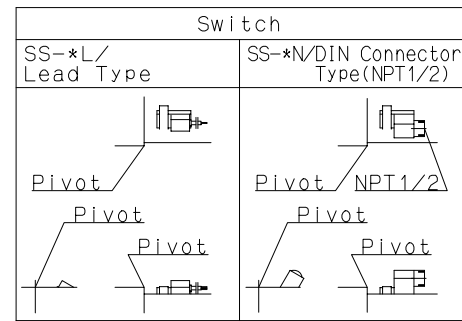 Switch
SS-*L/
Lead Type
SS-*N/DIN Connector
Type(NPT1/2)
Pivot
Pivot
Pivot
Pivot NPT1/2
Pivot
Pivot